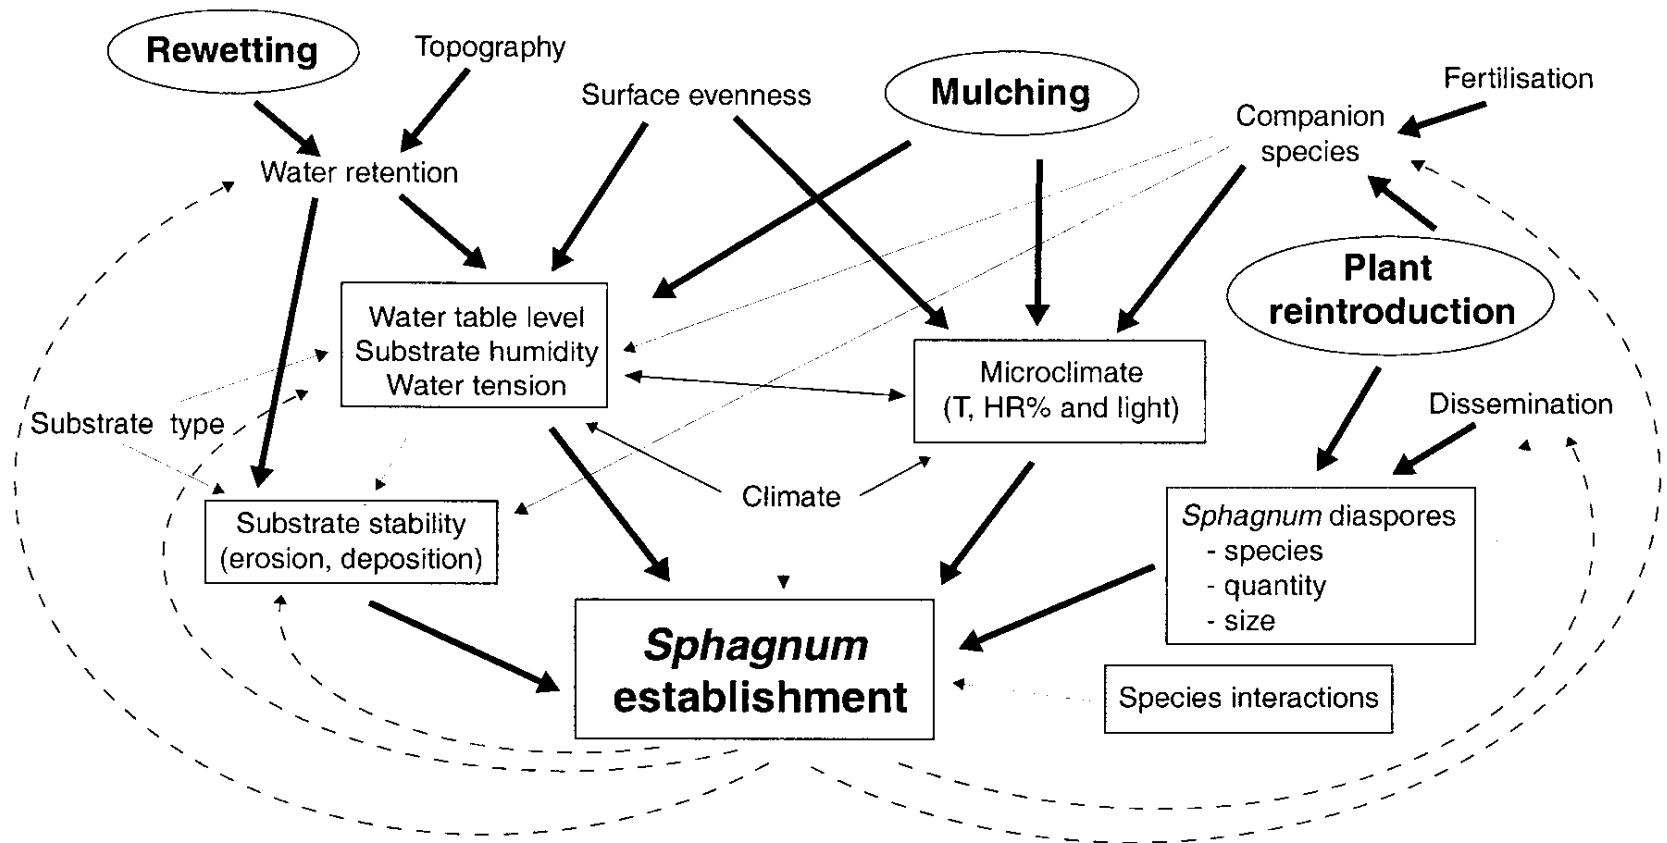 Rewetting
Topography
Surface evenness
Mulching
Fertilisation
Companion
species
Water retention
Plant
reintroduction
Water table level
Substrate humidity
Water tension
Microclimate
(T, HR% and light)
Substrate type
Dissemination
Climate
Substrate stability
(erosion, deposition)
Sphagnum diaspores
- species
- quantity
- size
Sphagnum
establishment
Species interactions